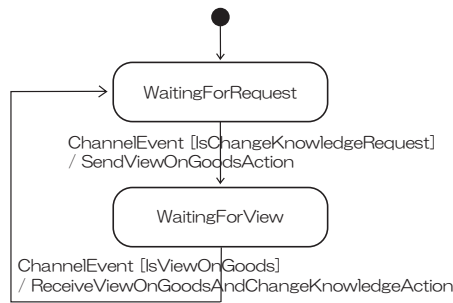 WaitingForRequest
ChannelEvent [IsChangeKnowledgeRequest]
/ SendViewOnGoodsAction
WaitingForView
ChannelEvent [IsViewOnGoods]
/ ReceiveViewOnGoodsAndChangeKnowledgeAction